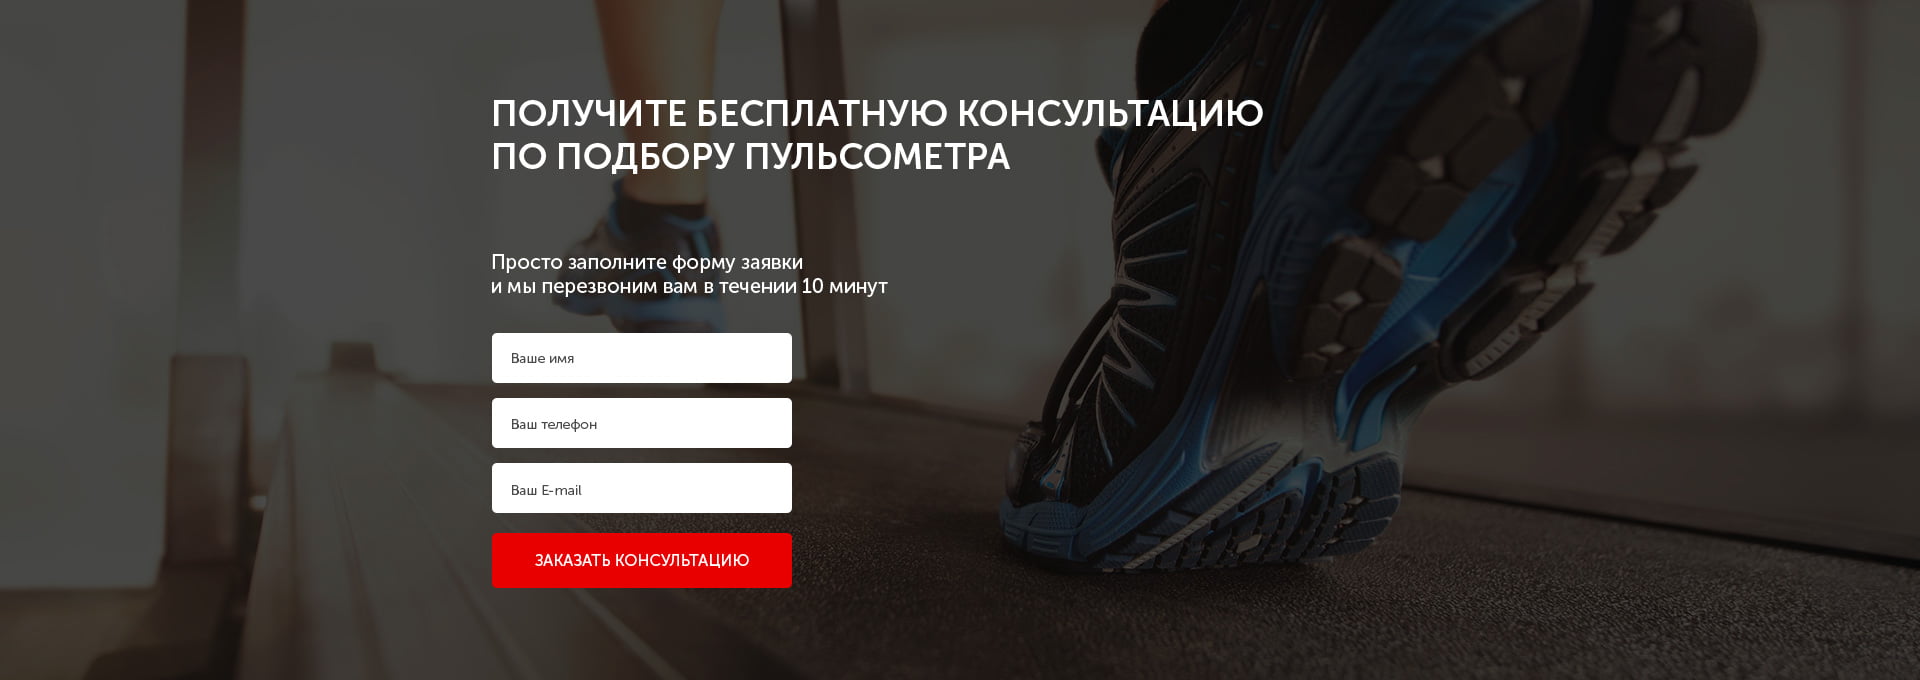 ПОЛУЧИТЕ БЕСПЛАТНУЮ КОНСУЛЬТАЦИЮ
ПО ПОДБОРУ ПУЛЬСОМЕТРА
Просто заполните форму заявки
и мы перезвоним вам в течении 10 минут
Ваше имя
Ваш телефон
Ваш E-mail
ЗАКАЗАТЬ КОНСУЛЬТАЦИЮ